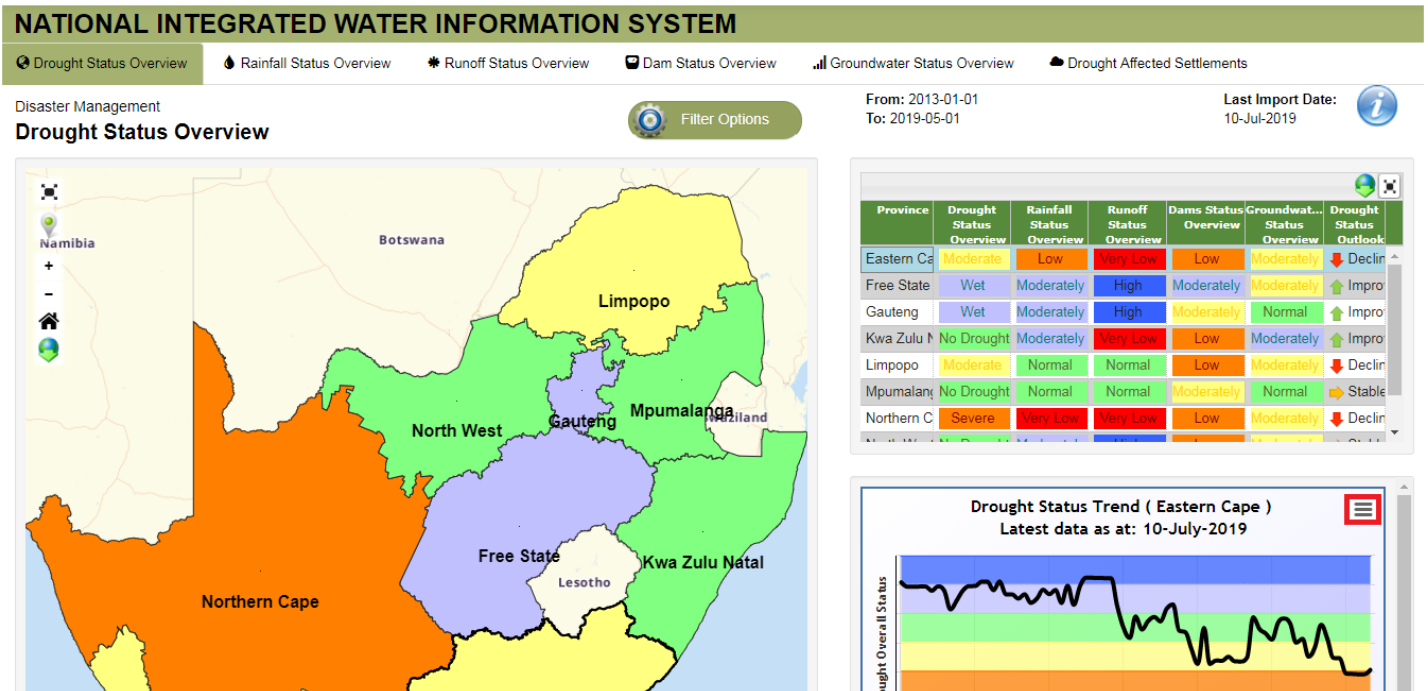 NATIONAL INTEGRATED WATER INFORMATION SYSTEM
Drought Status Overview Rainfall Status Overview Runoff Status Overview Dam Status Overview Groundwater Status Overview Drought Affected Settlements
Disaster Management
Drought Status Overview
Filter Options
From: 2013-01-01
To: 2019-05-01
Last Import Date:
10-Jul-2019
Namibia
Botswana
Limpopo
North West
Gauteng
Mpumalanga
Free State
Lesotho
Kwa Zulu Natal
Northern Cape
Province Drought Status Overview Rainfall Status Overview Runoff Status Overview Dams Status Overview Groundwat... Status Overview Drought Status Outlook
Eastern Ca Moderate Low Very Low Low Moderately Declin
Free State Wet Moderately High Moderately Moderately Impro
Gauteng Wet Moderately High Moderately Normal Impro
Kwa Zulu N No Drought Moderately Very Low Low Moderately Impro
Limpopo Moderate Normal Normal Low Moderately Declin
Mpumalang No Drought Normal Normal Moderately Normal Stable
Northern C Severe Very Low Very Low Low Moderately Declin
Drought Status Trend ( Eastern Cape )
Latest data as at: 10-July-2019
ught Overall Status